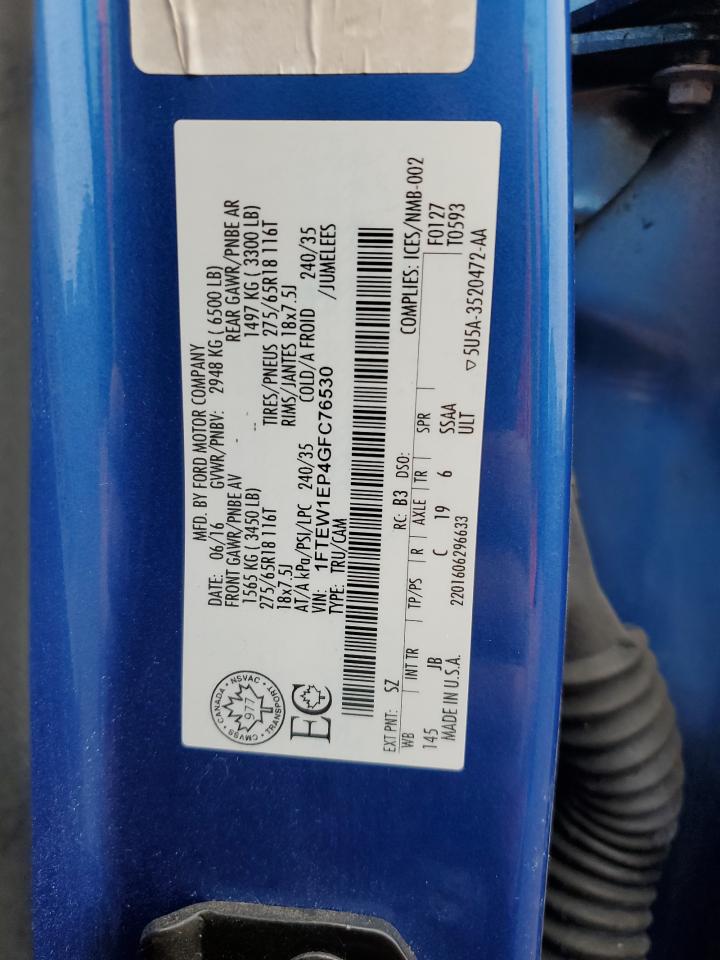 MFD. BY FORD MOTOR COMPANY
DATE: 06/16 GVWR/PNBV: 2948 KG ( 6500 LB)
FRONT GAWR/PNBE AV REAR GAWR/PNBE AR
1565 KG ( 3450 LB) 1497 KG ( 3300 LB)
275/65R18 116T TIRES/PNEUS 275/65R18 116T
18x7.5J RIMS/JANTES 18x7.5J
AT/A kPa/PSI/LPC 240/35 COLD/A FROID 240/35
VIN: 1FTEW1EP4GFC76530 /JUMELEES
TYPE: TRU/CAM
CANADA • NSVAC • TRANSPORT • CMVSS
977
EC
COMPLIES: ICES/NMB-002
EXT PNT: SZ RC: B3 DSO: F0127
WB INT TR TP/PS R AXLE TR SPR T0593
145 JB C 19 6 SSAA
MADE IN U.S.A. 2201606296633 ULT ▽5U5A-3520472-AA